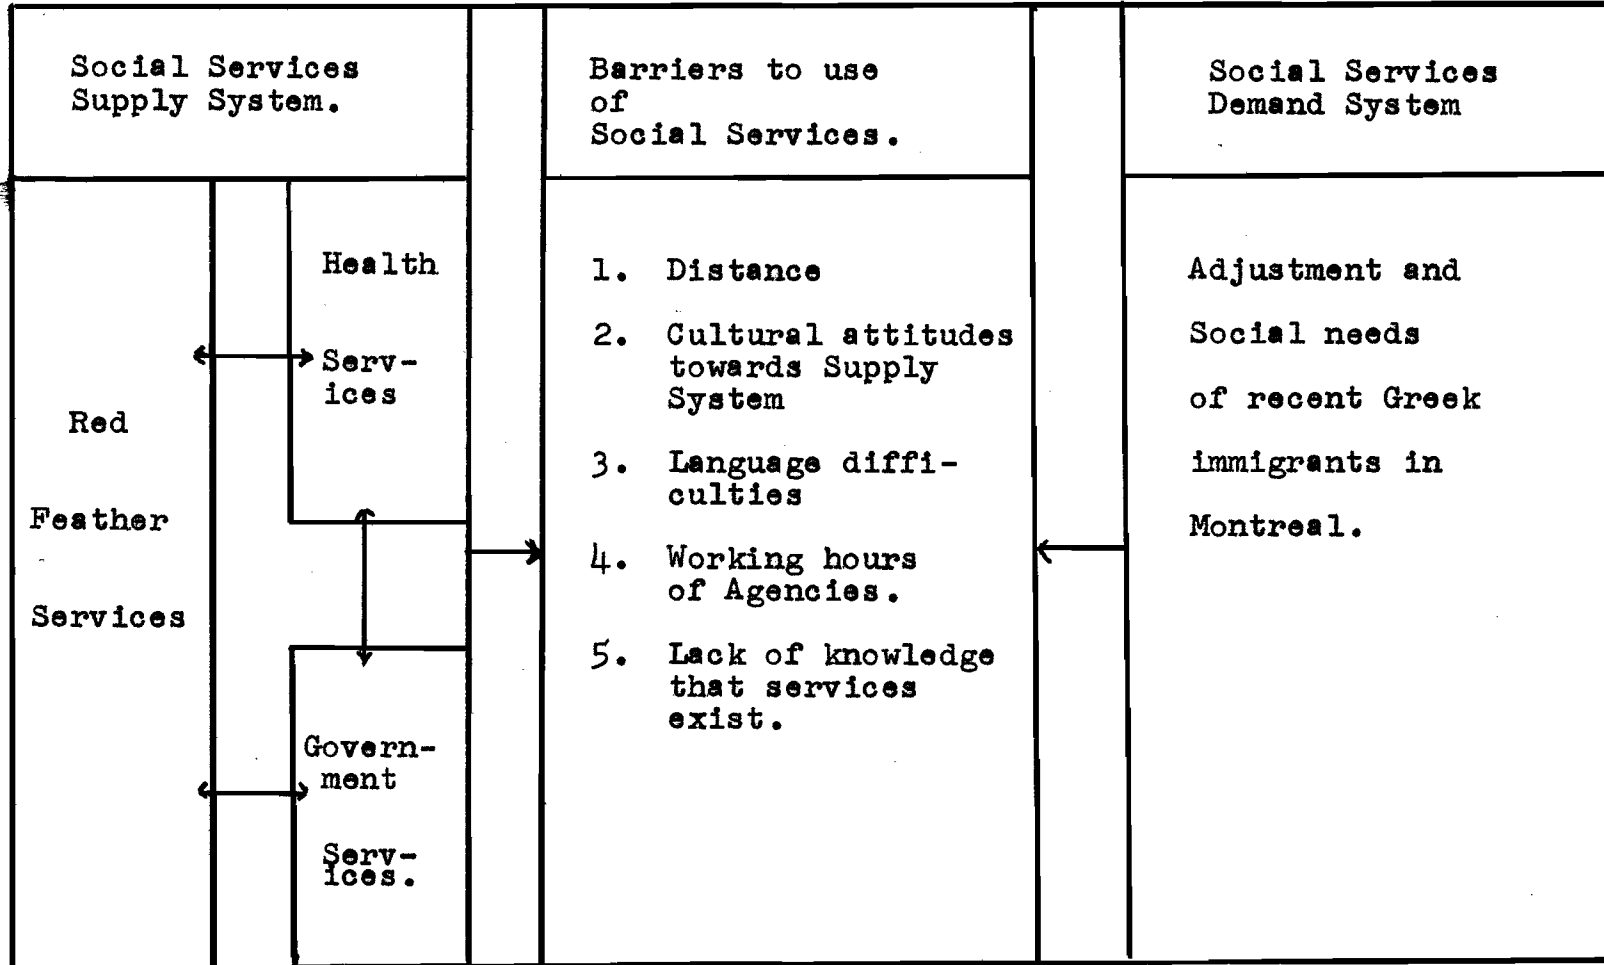 Social Services
Supply System.
Barriers to use
of
Social Services.
Social Services
Demand System
Red
Feather
Services
Health
Serv-
ices
Govern-
ment
Serv-
ices.
1. Distance
2. Cultural attitudes
towards Supply
System
3. Language diffi-
culties
4. Working hours
of Agencies.
5. Lack of knowledge
that services
exist.
Adjustment and
Social needs
of recent Greek
immigrants in
Montreal.